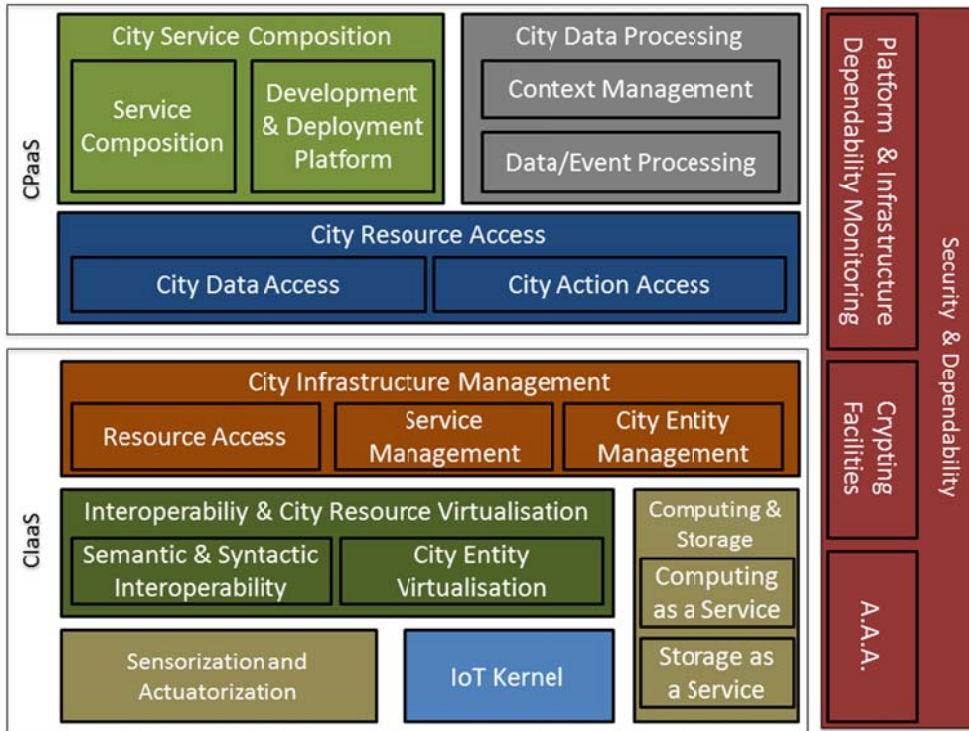 CPaaS
City Service Composition
Service
Composition
Development
& Deployment
Platform
City Data Processing
Context Management
Data/Event Processing
City Resource Access
City Data Access
City Action Access
CIaaS
City Infrastructure Management
Resource Access
Service
Management
City Entity
Management
Interoperabiliy & City Resource Virtualisation
Semantic & Syntactic
Interoperability
City Entity
Virtualisation
Computing &
Storage
Computing
as a Service
Storage as
a Service
Sensorization and
Actuatorization
IoT Kernel
Security & Dependability
Platform & Infrastructure
Dependability Monitoring
Crypting
Facilities
A.A.A.